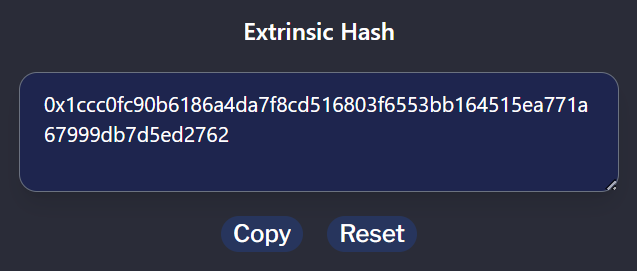 Extrinsic Hash
0x1ccc0fc90b6186a4da7f8cd516803f6553bb164515ea771a
67999db7d5ed2762
Copy Reset